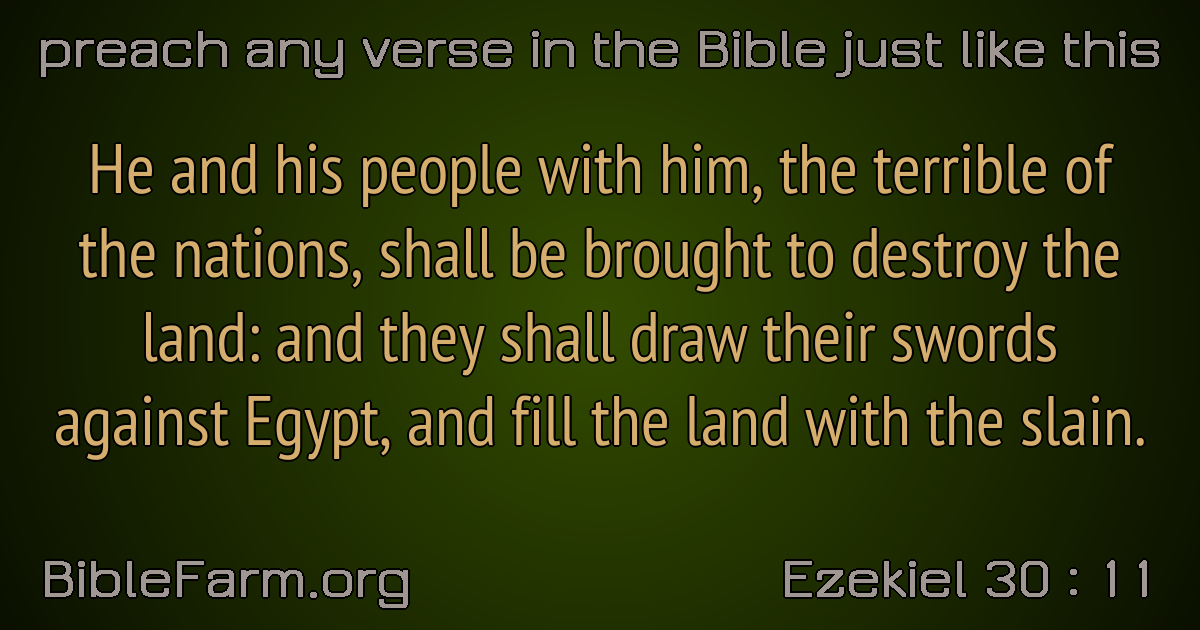 preach any verse in the Bible just like this
He and his people with him, the terrible of
the nations, shall be brought to destroy the
land: and they shall draw their swords
against Egypt, and fill the land with the slain.
BibleFarm.org
Ezekiel 30 : 11